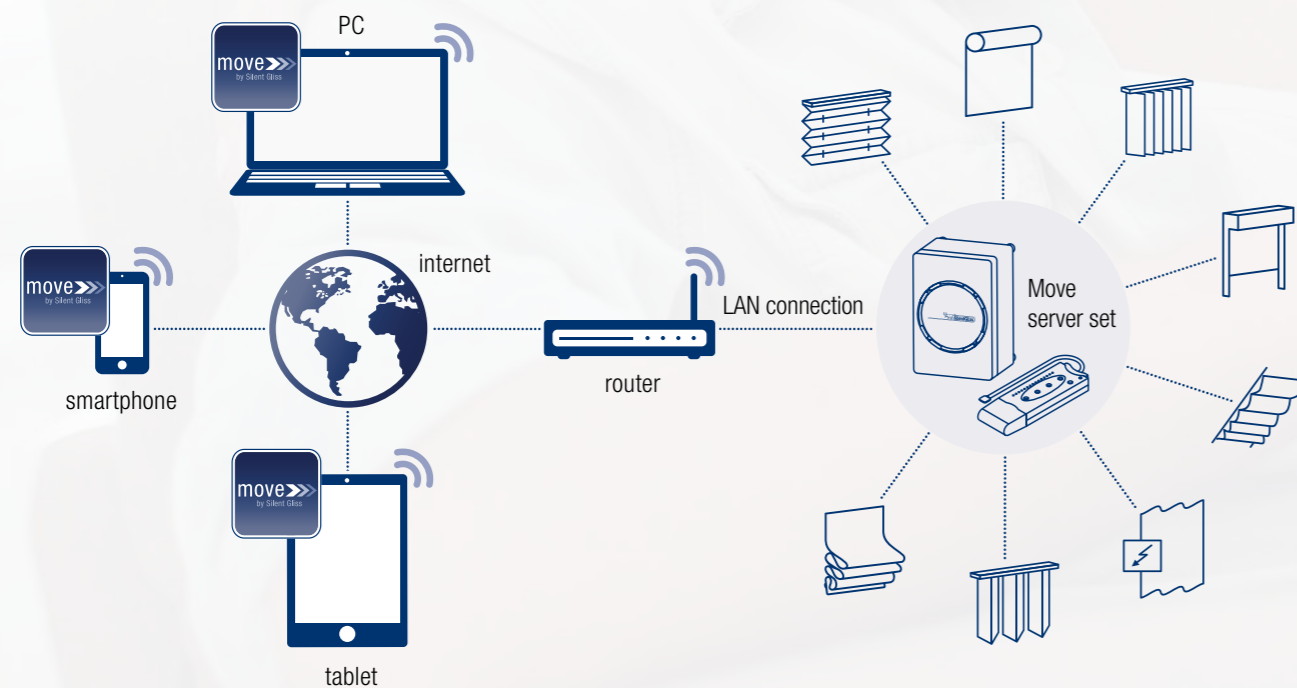 PC
move
by Silent Gliss
internet
move
by Silent Gliss
smartphone
LAN connection
router
Move
server set
move
by Silent Gliss
tablet